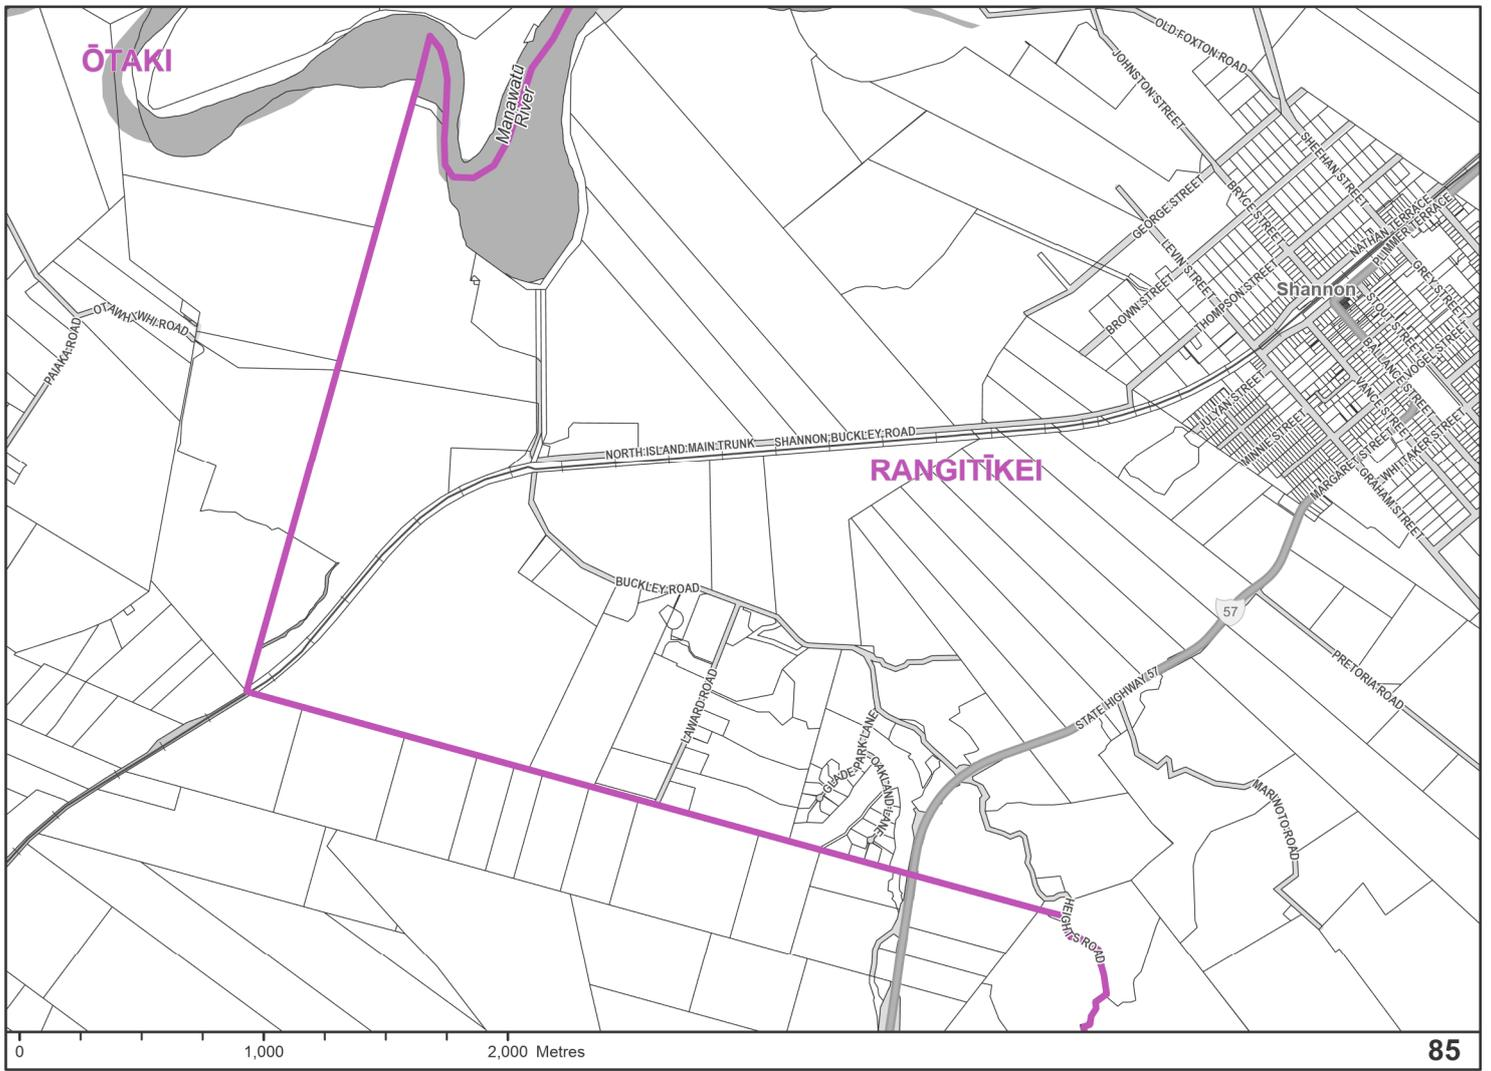 ŌTAKI
Manawatū
River
OLD FOXTON ROAD
JOHNSTON STREET
SHEEHAN STREET
GEORGE STREET
BRYCE STREET
NATHAN TERRACE
PLIMMER TERRACE
LEVIN STREET
GREY STREET
Shannon
BROWN STREET
THOMPSON STREET
STOUT STREET
BALLANCE STREET
VOGEL STREET
OTAWHIWHI ROAD
PAIAKA ROAD
VANCE STREET
JULYAN STREET
MINNIE STREET
MARGARET STREET
WHITTAKER STREET
GRAHAM STREET
NORTH ISLAND MAIN TRUNK
SHANNON BUCKLEY ROAD
RANGITĪKEI
BUCKLEY ROAD
57
PRETORIA ROAD
STATE HIGHWAY 57
LAWARD ROAD
GLADE PARK LANE
OAKLAND LANE
MARINOTO ROAD
HEIGHTS ROAD
0 1,000 2,000 Metres
85